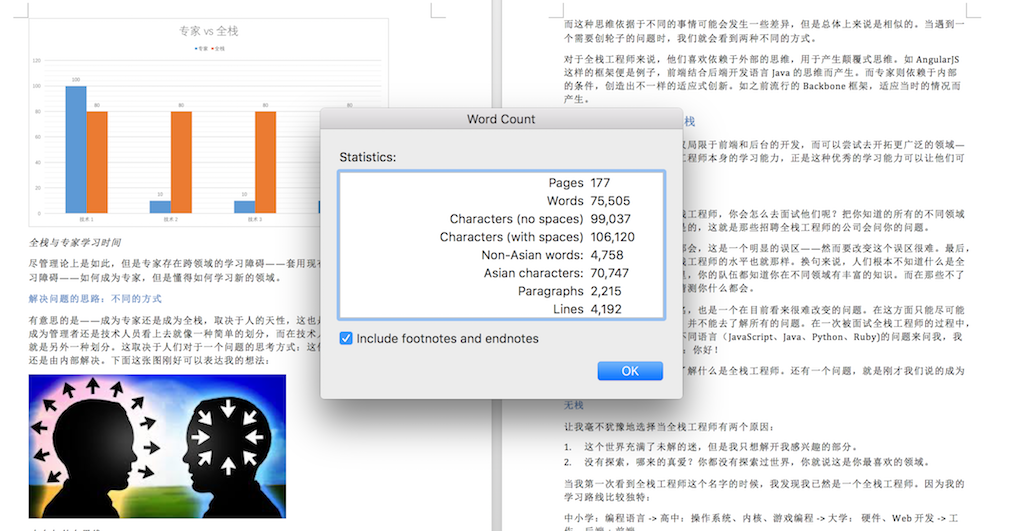 专家 vs 全栈
专家 全栈
120
100
80
60
40
20
0
100
80
10
80
10
80
80
技术 1
技术 2
技术 3
全栈与专家学习时间
尽管理论上是如此，但是专家存在跨领域的学习障碍——套用现有
习障碍——如何成为专家，但是懂得如何学习新的领域。
解决问题的思路：不同的方式
有意思的是——成为专家还是成为全栈，取决于人的天性，这也是
成为管理者还是技术人员看上去就像一种简单的划分，而在技术人
就是另外一种划分。这取决于人们对于一个问题的思考方式：这
还是由内部解决。下面这张图刚好可以表达我的想法：
而这种思维依据于不同的事情可能会发生一些差异，但是总体上来说是相似的。当遇到一
个需要创轮子的问题时，我们就会看到两种不同的方式。
对于全栈工程师来说，他们喜欢依赖于外部的思维，用于产生颠覆式思维。如 AngularJS
这样的框架便是例子，前端结合后端开发语言 Java 的思维而产生。而专家则依赖于内部
的条件，创造出不一样的适应式创新。如之前流行的 Backbone 框架，适应当时的情况而
产生。
栈
局限于前端和后台的开发，而可以尝试去开拓更广泛的领域—
工程师本身的学习能力，正是这种优秀的学习能力可以让他们可
工程师，你会怎么去面试他们呢？把你知道的所有的不同领域
的，这就是那些招聘全栈工程师的公司会问你的问题。
会，这是一个明显的误区——然而要改变这个误区很难。最后，
工程师的水平也就那样。换句来说，人们根本不知道什么是全
，你的队伍都知道你在不同领域有丰富的知识。而在那些不了
猜测你什么都会。
，也是一个在目前看来很难改变的问题。在这方面只能尽可能
并不能去了解所有的问题。在一次被面试全栈工程师的过程中，
不同语言（JavaScript、Java、Python、Ruby)的问题来问我，我
：你好！
了解什么是全栈工程师。还有一个问题，就是刚才我们说的成为
无栈
让我毫不犹豫地选择当全栈工程师有两个原因：
1. 这个世界充满了未解的迷，但是我只想解开我感兴趣的部分。
2. 没有探索，哪来的真爱？你都没有探索过世界，你就说这是你最喜欢的领域。
当我第一次看到全栈工程师这个名字的时候，我发现我已然是一个全栈工程师。因为我的
学习路线比较独特：
中小学：编程语言 -> 高中：操作系统、内核、游戏编程 -> 大学： 硬件、Web 开发 -> 工
Word Count
Statistics:
Pages 177
Words 75,505
Characters (no spaces) 99,037
Characters (with spaces) 106,120
Non-Asian words: 4,758
Asian characters: 70,747
Paragraphs 2,215
Lines 4,192
Include footnotes and endnotes
OK